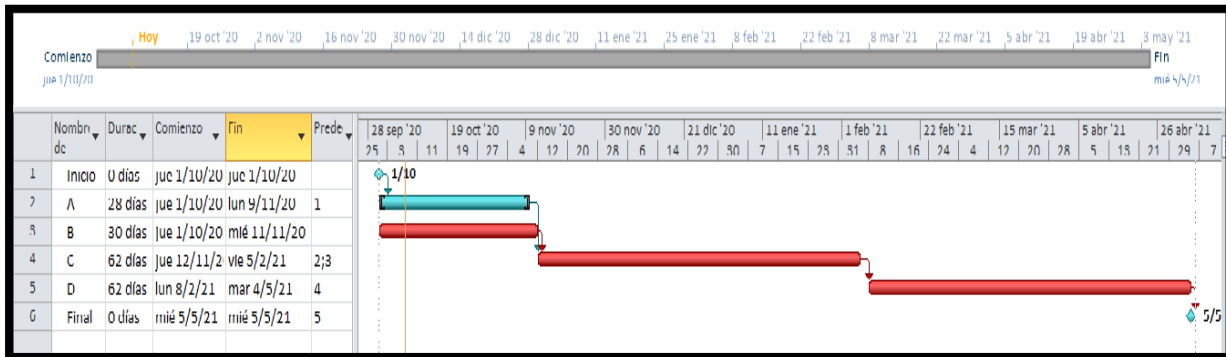 Hoy 19 oct '20 2 nov '20 16 nov '20 30 nov '20 14 dic '20 28 dic '20 11 ene '21 25 ene '21 8 feb '21 22 feb '21 8 mar '21 22 mar '21 5 abr '21 19 abr '21 3 may '21
Comienzo Fin
jue 1/10/20 mié 5/5/21
Nombre Durac Comienzo Fin Prede 28 sep '20 19 oct '20 9 nov '20 30 nov '20 21 dic '20 11 ene '21 1 feb '21 22 feb '21 15 mar '21 5 abr '21 26 abr '21
de 25 3 11 19 27 4 12 20 28 6 14 22 30 7 15 23 31 8 16 24 4 12 20 28 5 13 21 29 7
1 Inicio 0 días jue 1/10/20 jue 1/10/20 1/10
2 A 28 días jue 1/10/20 lun 9/11/20 1
3 B 30 días jue 1/10/20 mié 11/11/20
4 C 62 días jue 12/11/2 vie 5/2/21 2;3
5 D 62 días lun 8/2/21 mar 4/5/21 4
6 Final 0 días mié 5/5/21 mié 5/5/21 5 5/5